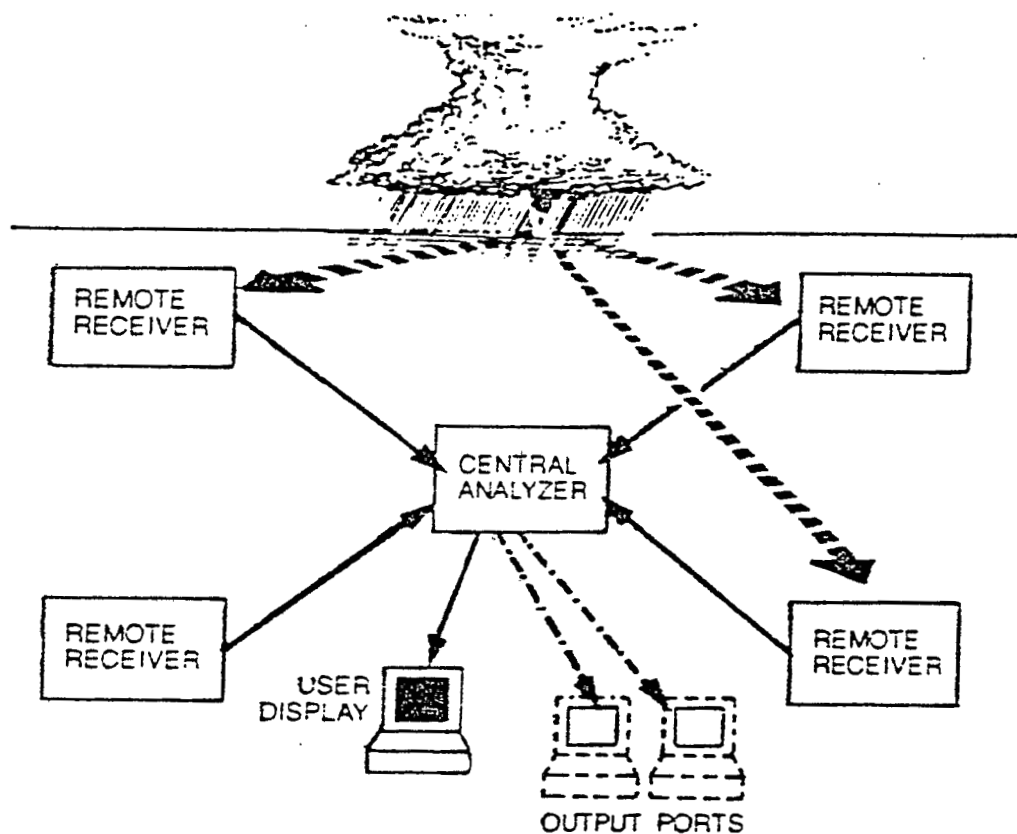 REMOTE
RECEIVER
REMOTE
RECEIVER
CENTRAL
ANALYZER
REMOTE
RECEIVER
REMOTE
RECEIVER
USER
DISPLAY
OUTPUT PORTS